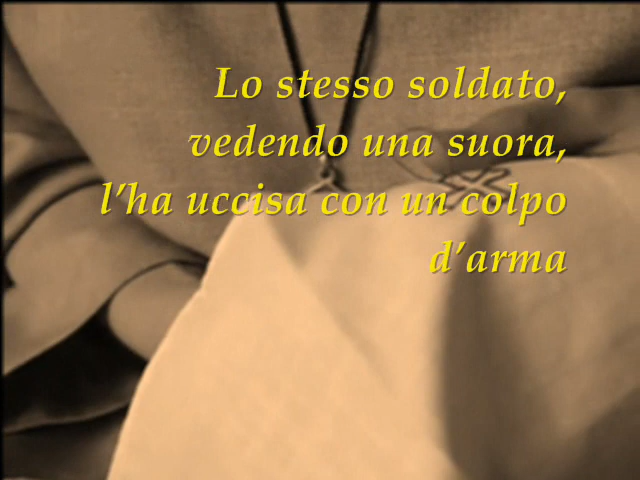 Lo stesso soldato,
vedendo una suora,
l’ha uccisa con un colpo
d’arma